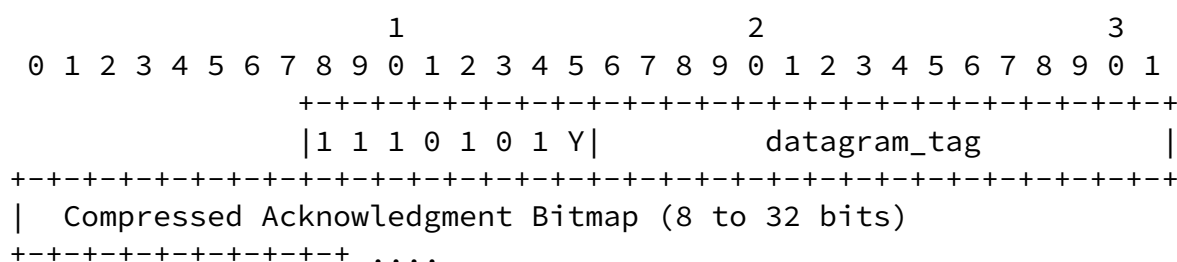 1                   2                   3
 0 1 2 3 4 5 6 7 8 9 0 1 2 3 4 5 6 7 8 9 0 1 2 3 4 5 6 7 8 9 0 1
                +-+-+-+-+-+-+-+-+-+-+-+-+-+-+-+-+-+-+-+-+-+-+-+-+
                |1 1 1 0 1 0 1 Y|         datagram_tag          |
+-+-+-+-+-+-+-+-+-+-+-+-+-+-+-+-+-+-+-+-+-+-+-+-+-+-+-+-+-+-+-+-+
|  Compressed Acknowledgment Bitmap (8 to 32 bits)
+-+-+-+-+-+-+-+-+-+ ....